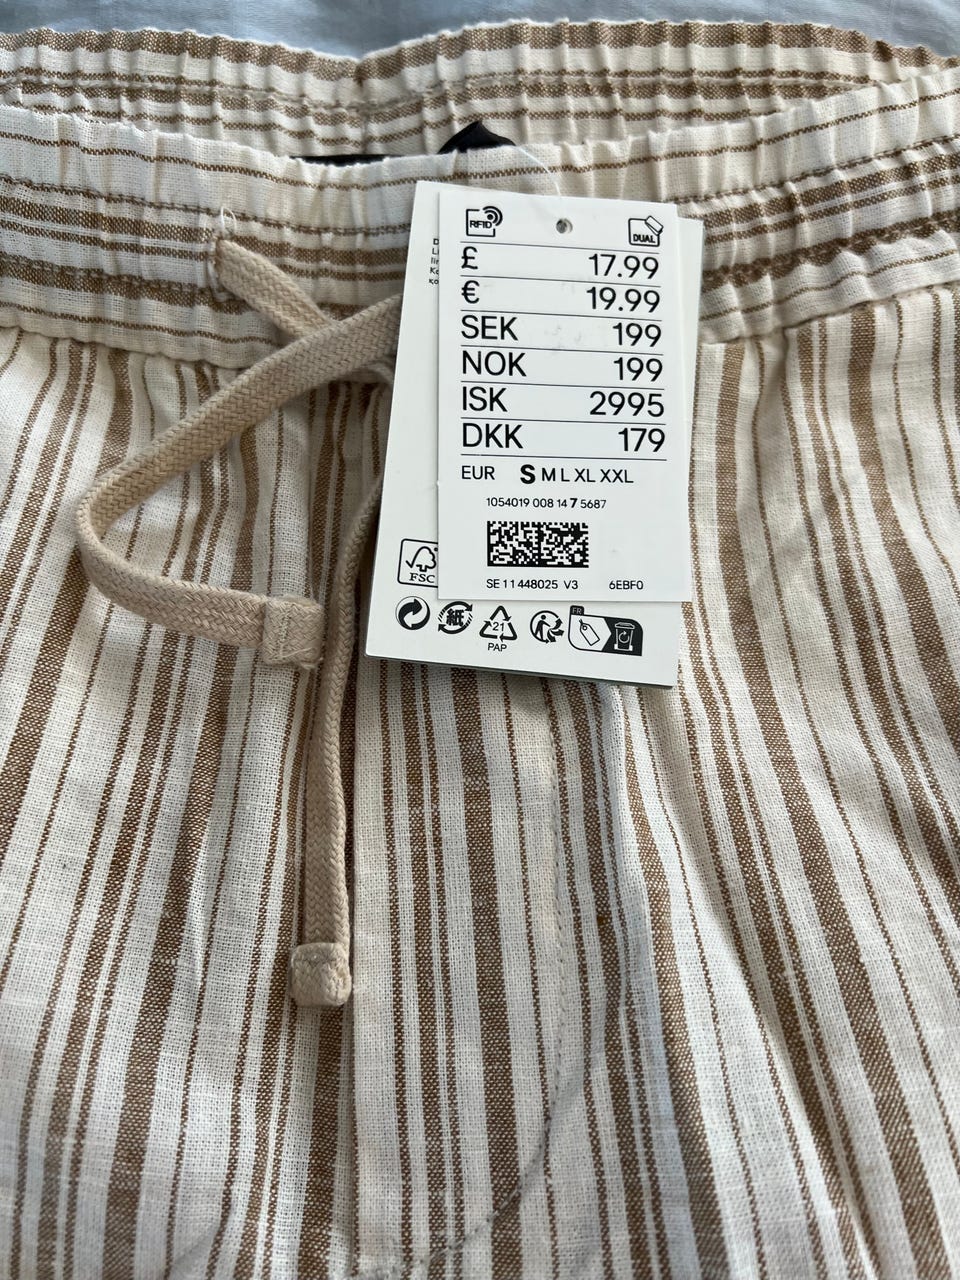 RFID
DUAL
£ 17.99
€ 19.99
SEK 199
NOK 199
ISK 2995
DKK 179
EUR S M L XL XXL
1054019 008 14 7 5687
SE 11 448025 V3 6EBF0
FSC
紙
21
PAP
FR